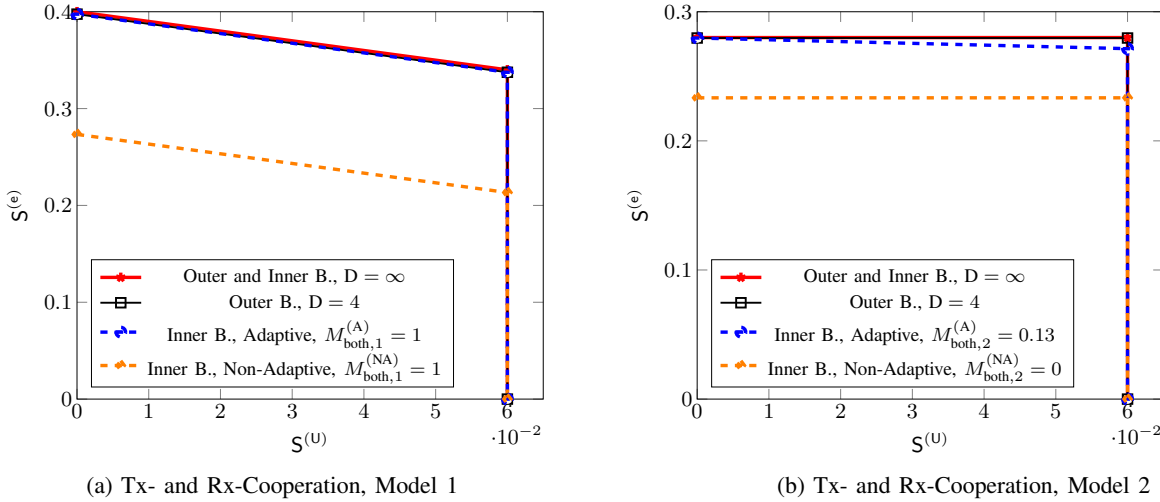 0.4
0.3
0.2
0.1
0
S^(e)
Outer and Inner B., D = ∞
Outer B., D = 4
Inner B., Adaptive, M_both,1^(A) = 1
Inner B., Non-Adaptive, M_both,1^(NA) = 1
0 1 2 3 4 5 6
·10^−2
S^(U)
(a) Tx- and Rx-Cooperation, Model 1
0.3
0.2
0.1
0
S^(e)
Outer and Inner B., D = ∞
Outer B., D = 4
Inner B., Adaptive, M_both,2^(A) = 0.13
Inner B., Non-Adaptive, M_both,2^(NA) = 0
0 1 2 3 4 5 6
·10^−2
S^(U)
(b) Tx- and Rx-Cooperation, Model 2